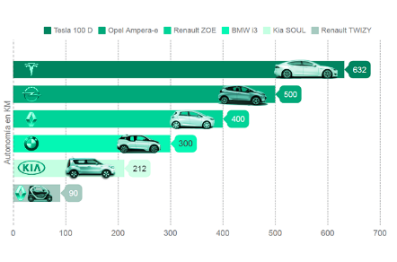 Tesla 100 D Opel Ampera-e Renault ZOE BMW i3 Kia SOUL Renault TWIZY
Autonomía en KM
632
500
400
300
KIA 212
90
0 100 200 300 400 500 600 700